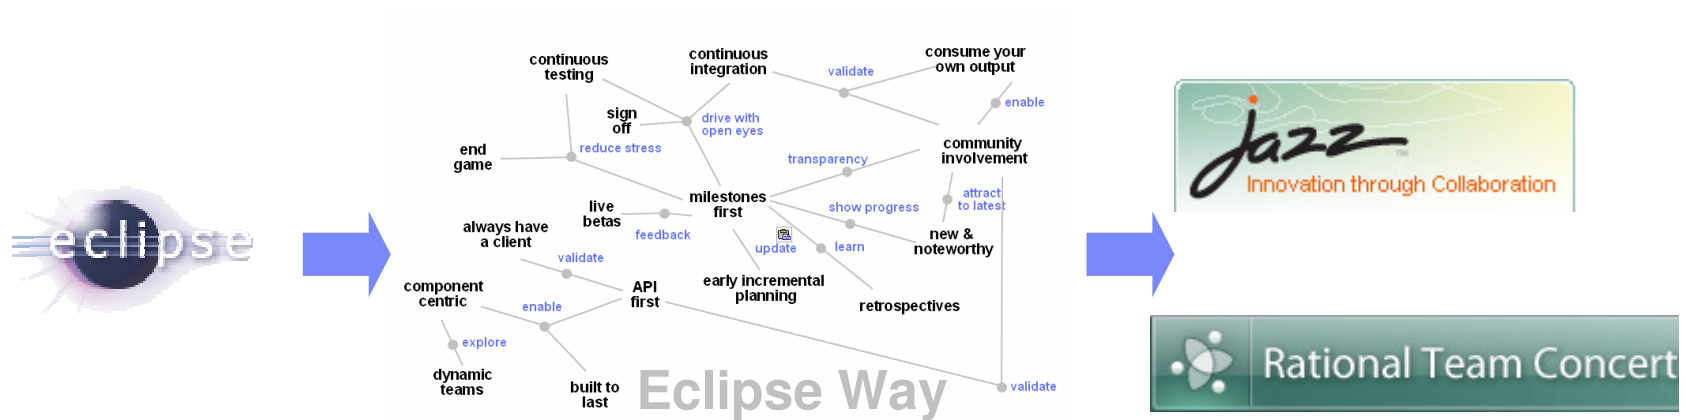 eclipse
continuous
testing
continuous
integration
consume your
own output
validate
enable
sign
off
drive with
open eyes
end
game
reduce stress
community
involvement
transparency
milestones
first
live
betas
feedback
show progress
attract
to latest
always have
a client
update
learn
new &
noteworthy
validate
component
centric
API
first
early incremental
planning
retrospectives
enable
explore
dynamic
teams
built to
last
validate
Eclipse Way
jazz™
Innovation through Collaboration
Rational Team Concert